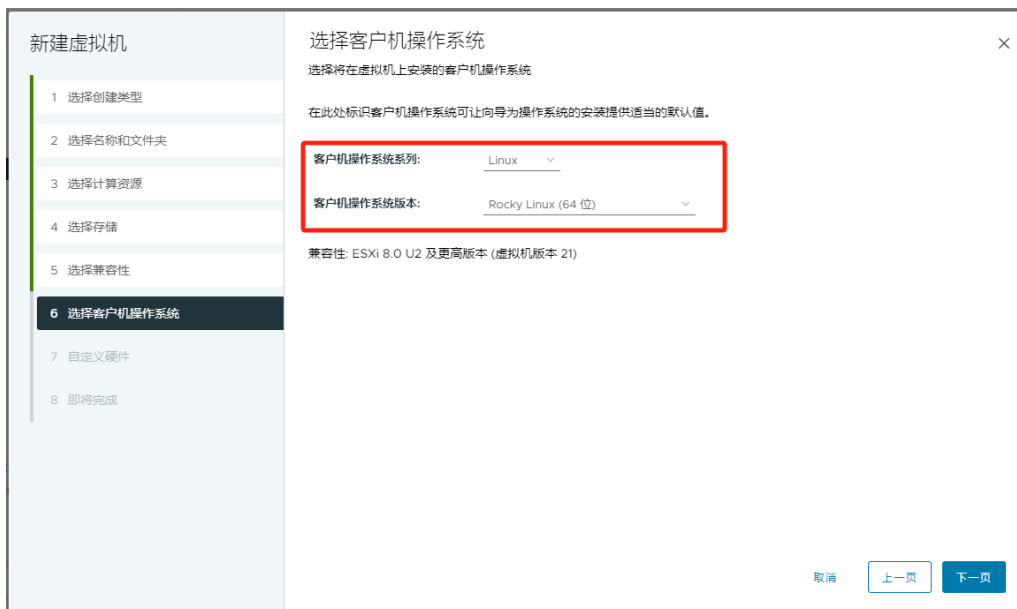 新建虚拟机
1 选择创建类型
2 选择名称和文件夹
3 选择计算资源
4 选择存储
5 选择兼容性
6 选择客户机操作系统
7 自定义硬件
8 即将完成
选择客户机操作系统
选择将在虚拟机上安装的客户机操作系统
在此处标识客户机操作系统可让向导为操作系统的安装提供适当的默认值。
客户机操作系统系列: Linux
客户机操作系统版本: Rocky Linux (64 位)
兼容性: ESXi 8.0 U2 及更高版本 (虚拟机版本 21)
取消 上一页 下一页